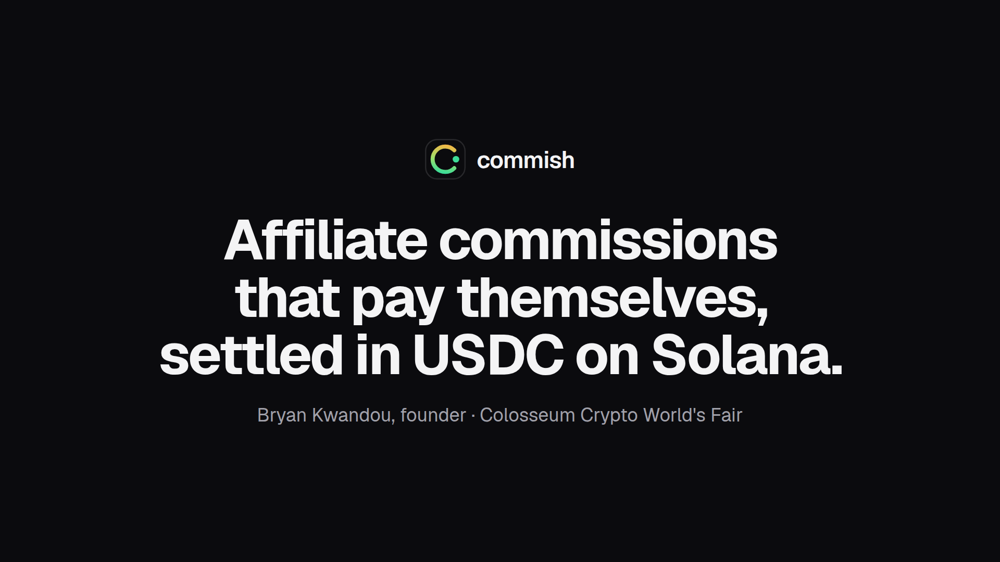 commish
Affiliate commissions
that pay themselves,
settled in USDC on Solana.
Bryan Kwandou, founder · Colosseum Crypto World's Fair